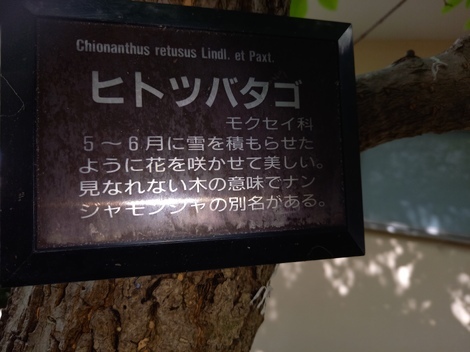 Chionanthus retusus Lindl. et Paxt.
ヒトツバタゴ
モクセイ科
5～6月に雪を積もらせた
ように花を咲かせて美しい。
見なれない木の意味でナン
ジャモンジャの別名がある。